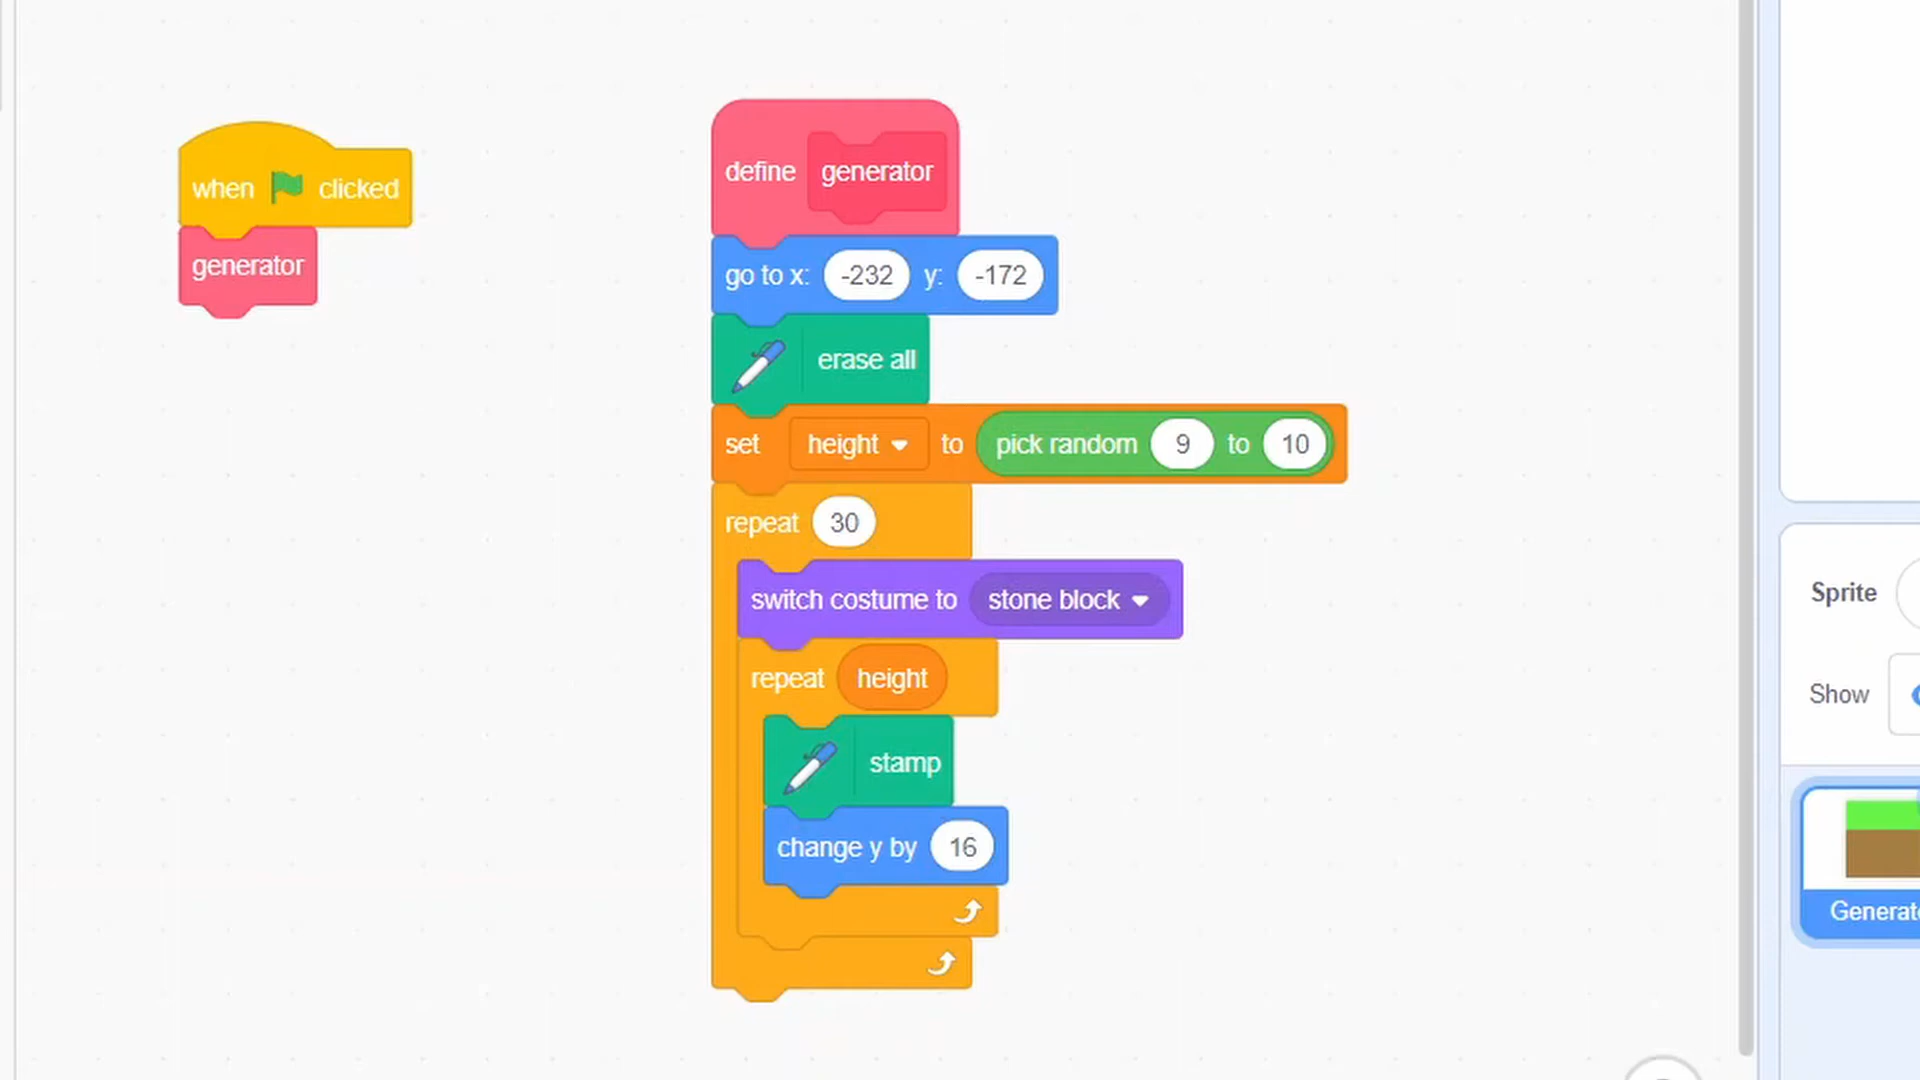 when clicked
generator
define generator
go to x: -232 y: -172
erase all
set height to pick random 9 to 10
repeat 30
switch costume to stone block
repeat height
stamp
change y by 16
Sprite
Show